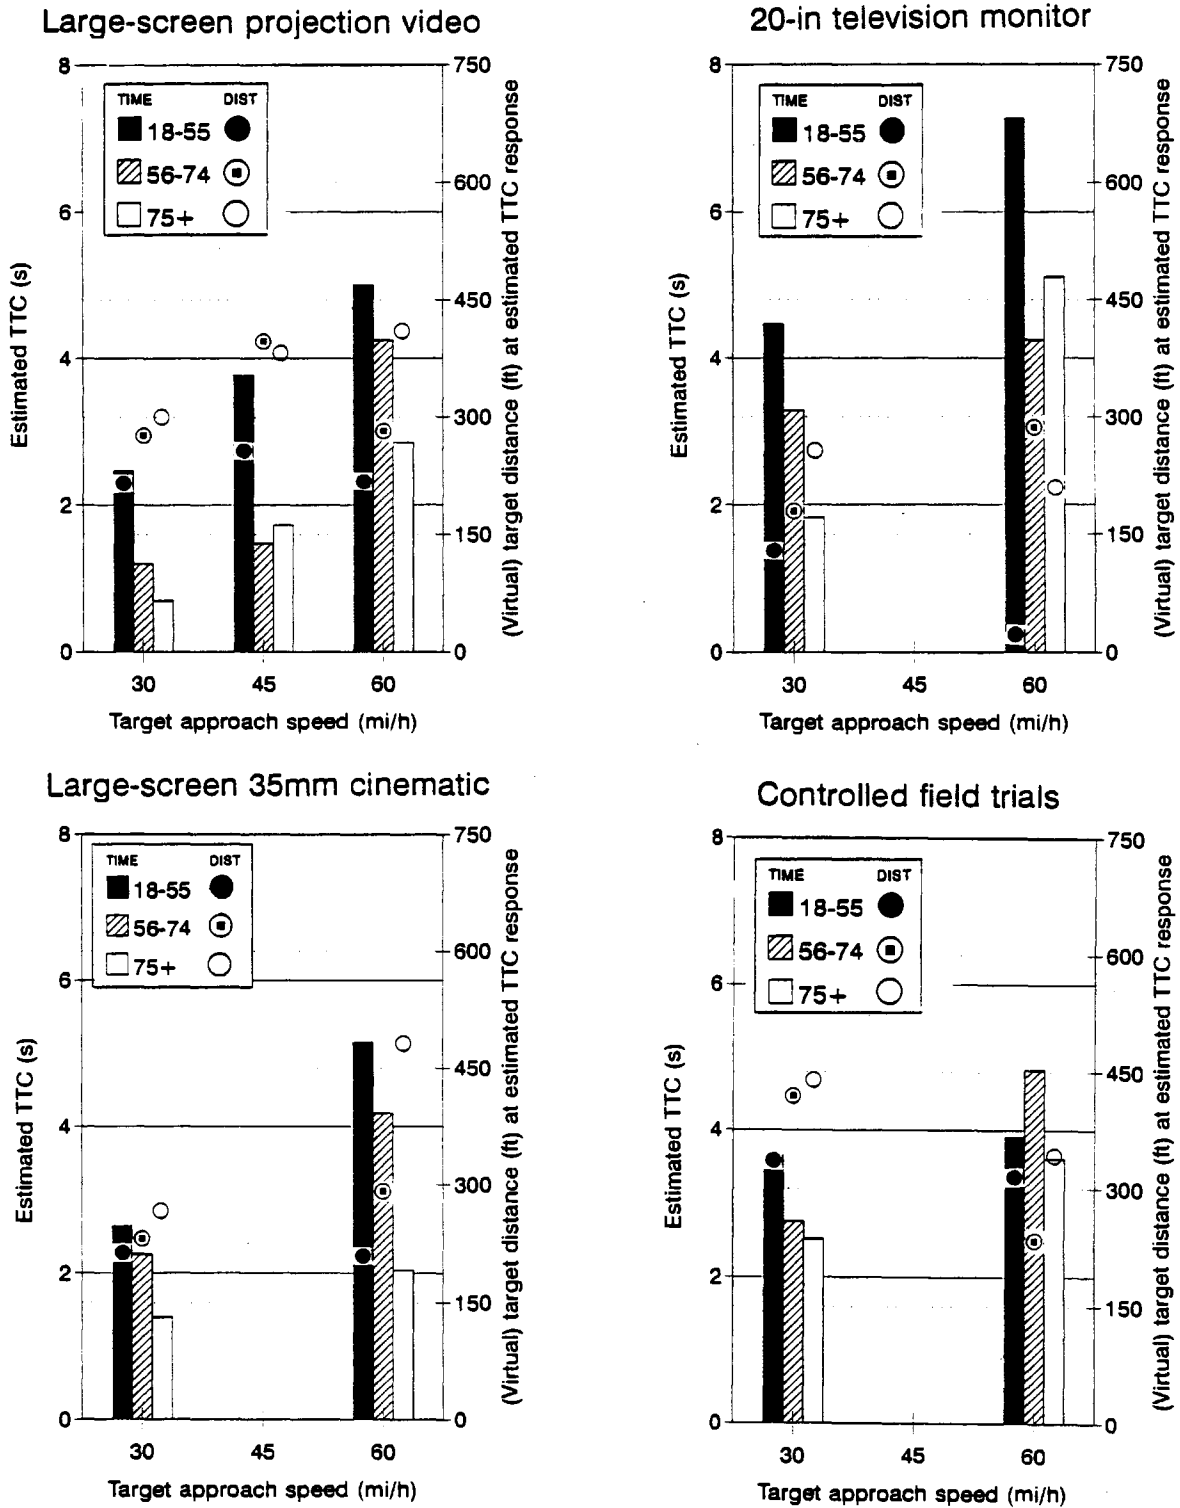 Large-screen projection video
8
6
4
2
0
750
600
450
300
150
0
TIME DIST
18-55
56-74
75+
Estimated TTC (s)
(Virtual) target distance (ft) at estimated TTC response
30 45 60
Target approach speed (mi/h)
20-in television monitor
8
6
4
2
0
750
600
450
300
150
0
TIME DIST
18-55
56-74
75+
Estimated TTC (s)
(Virtual) target distance (ft) at estimated TTC response
30 45 60
Target approach speed (mi/h)
Large-screen 35mm cinematic
8
6
4
2
0
750
600
450
300
150
0
TIME DIST
18-55
56-74
75+
Estimated TTC (s)
(Virtual) target distance (ft) at estimated TTC response
30 45 60
Target approach speed (mi/h)
Controlled field trials
8
6
4
2
0
750
600
450
300
150
0
TIME DIST
18-55
56-74
75+
Estimated TTC (s)
(Virtual) target distance (ft) at estimated TTC response
30 45 60
Target approach speed (mi/h)